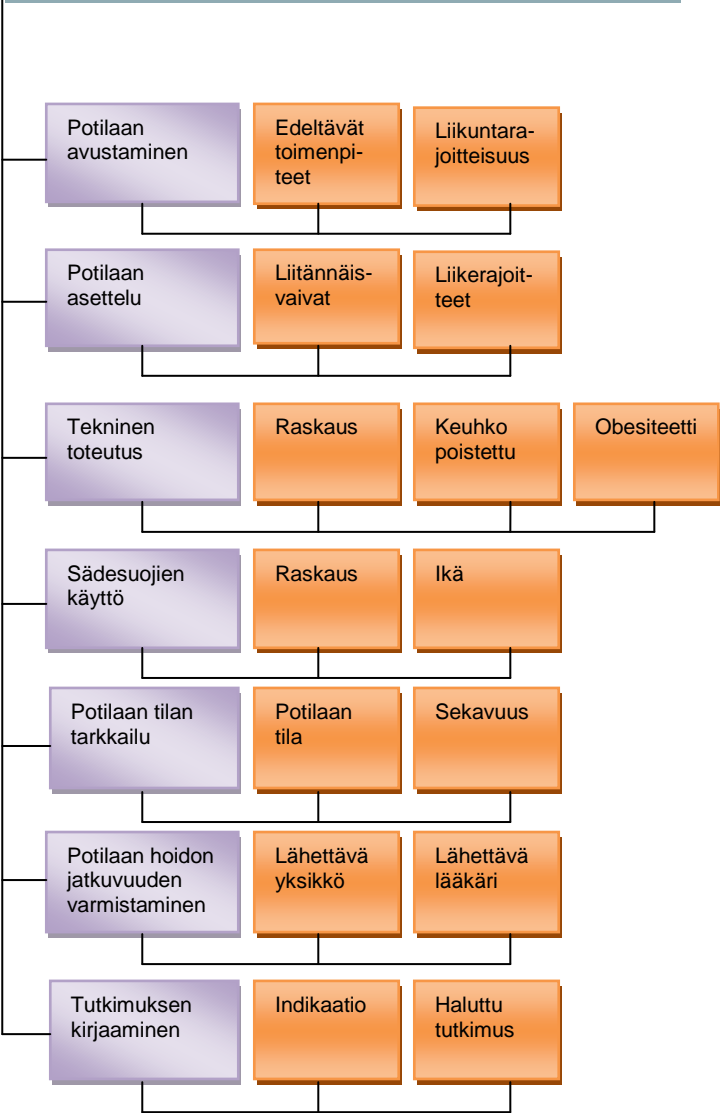 Potilaan
avustaminen
Edeltävät
toimenpi-
teet
Liikuntara-
joitteisuus
Potilaan
asettelu
Liitännäis-
vaivat
Liikerajoit-
teet
Tekninen
toteutus
Raskaus
Keuhko
poistettu
Obesiteetti
Sädesuojien
käyttö
Raskaus
Ikä
Potilaan tilan
tarkkailu
Potilaan
tila
Sekavuus
Potilaan hoidon
jatkuvuuden
varmistaminen
Lähettävä
yksikkö
Lähettävä
lääkäri
Tutkimuksen
kirjaaminen
Indikaatio
Haluttu
tutkimus